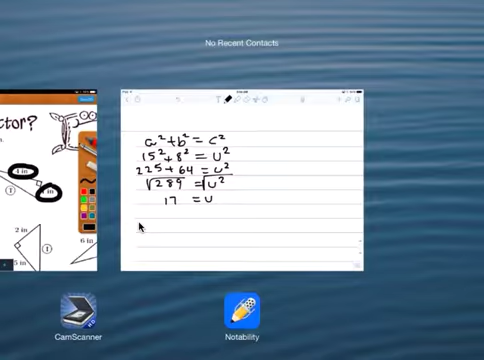 No Recent Contacts
ctor?
4 in
1 in
2 in
5 in
6 in
a² + b² = c²
15² + 8² = U²
225 + 64 = U²
√289 = √U²
17 = U
CamScanner
Notability